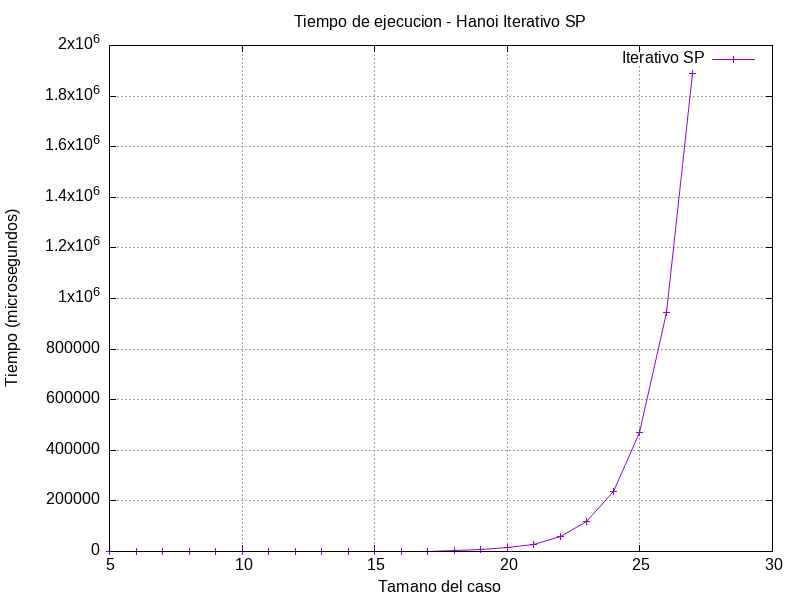 Tiempo de ejecucion - Hanoi Iterativo SP
Iterativo SP
2x10^6
1.8x10^6
1.6x10^6
1.4x10^6
1.2x10^6
1x10^6
800000
600000
400000
200000
0
Tiempo (microsegundos)
5 10 15 20 25 30
Tamano del caso